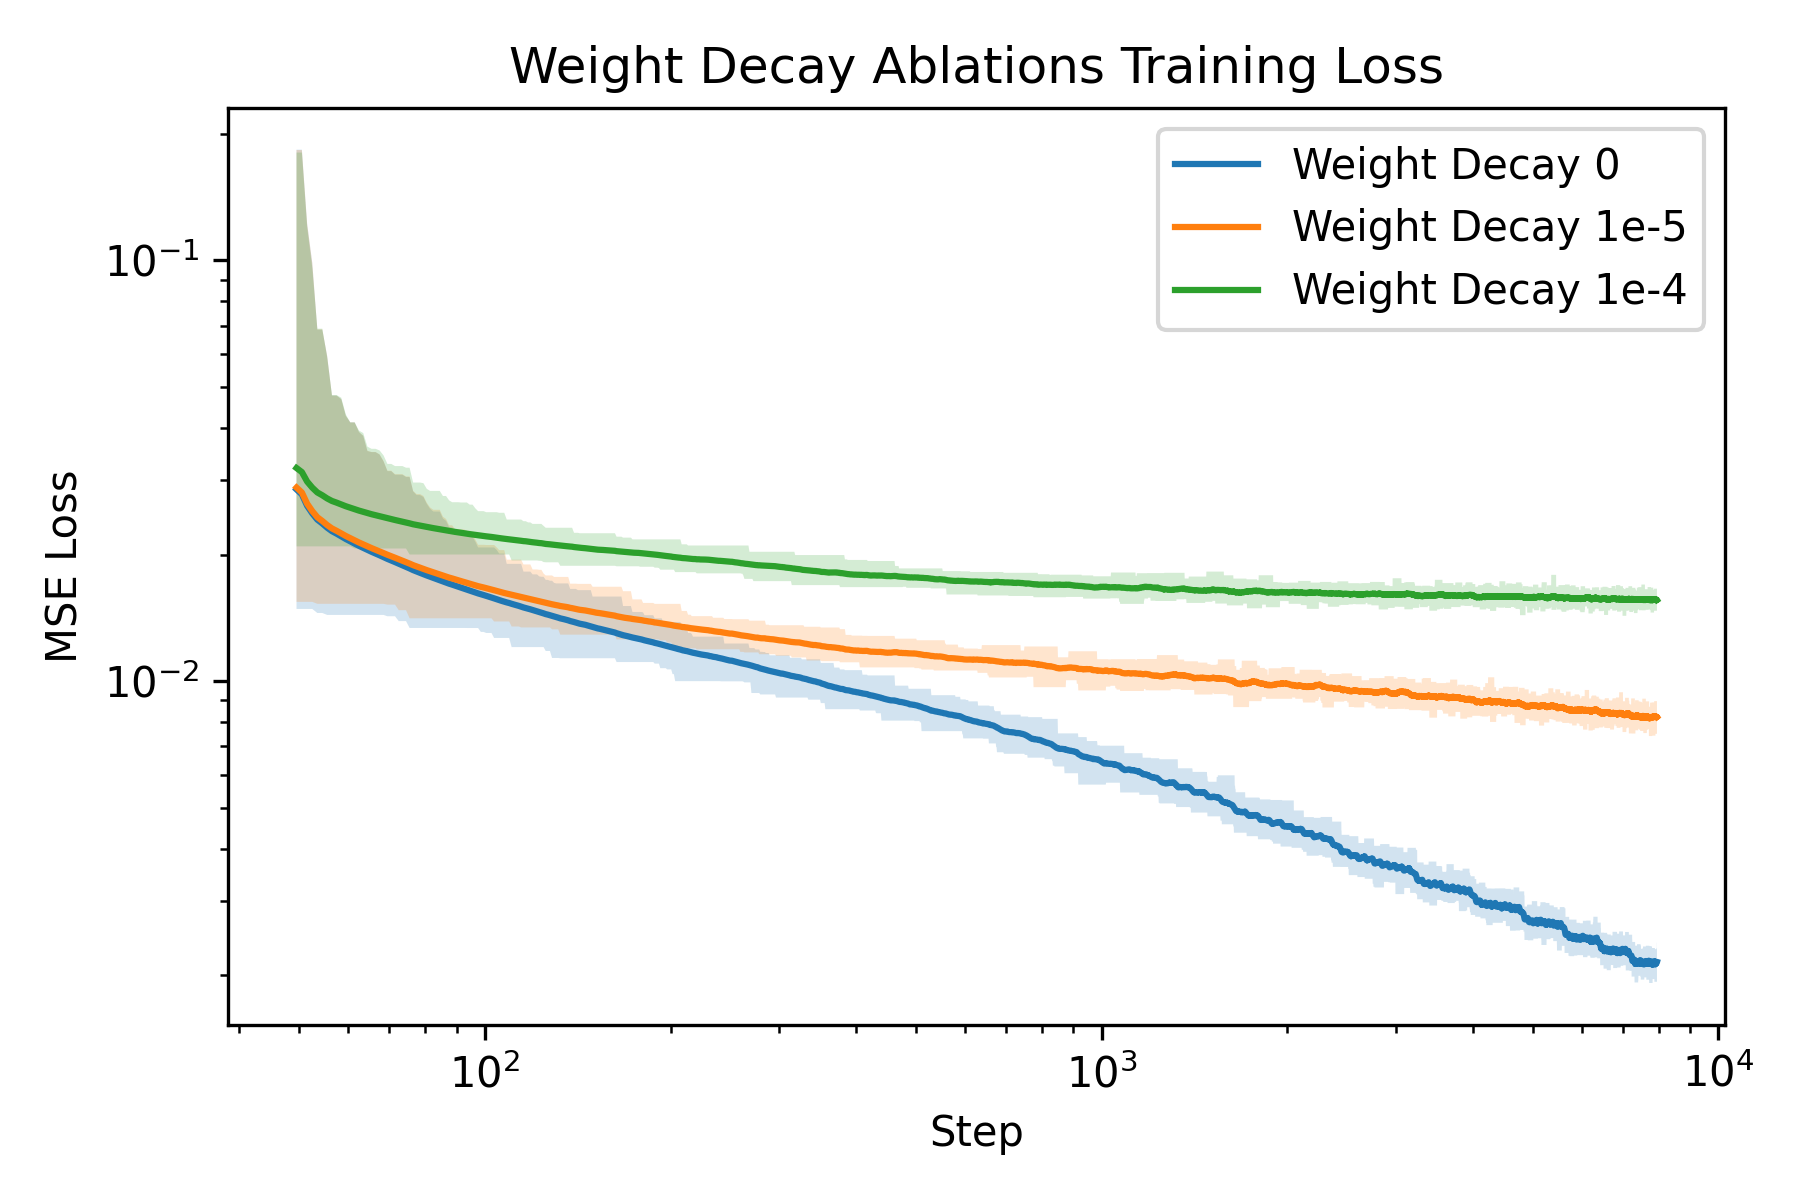 Weight Decay Ablations Training Loss
Weight Decay 0
Weight Decay 1e-5
Weight Decay 1e-4
MSE Loss
10⁻¹
10⁻²
10² 10³ 10⁴
Step